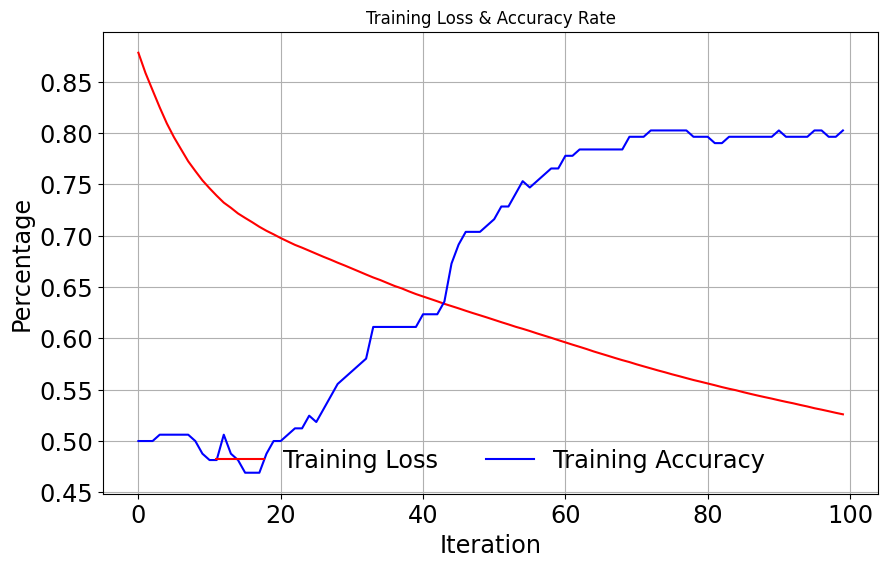 Training Loss & Accuracy Rate
Percentage
0.85
0.80
0.75
0.70
0.65
0.60
0.55
0.50
0.45
Training Loss Training Accuracy
0 20 40 60 80 100
Iteration